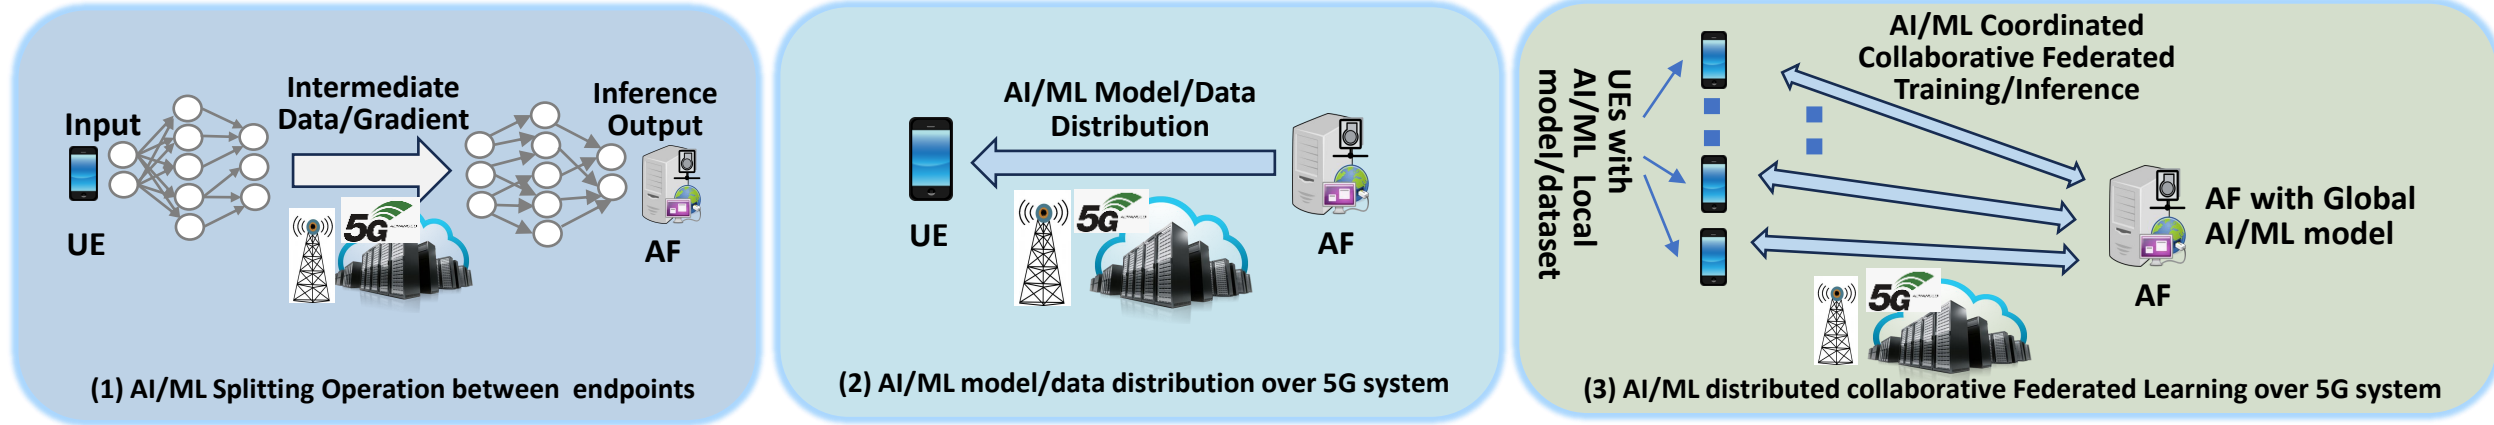 Input
Intermediate
Data/Gradient
Inference
Output
UE
5G
AF
(1) AI/ML Splitting Operation between endpoints
AI/ML Model/Data
Distribution
UE
5G
AF
(2) AI/ML model/data distribution over 5G system
UEs with
AI/ML Local
model/dataset
AI/ML Coordinated
Collaborative Federated
Training/Inference
AF with Global
AI/ML model
5G
AF
(3) AI/ML distributed collaborative Federated Learning over 5G system